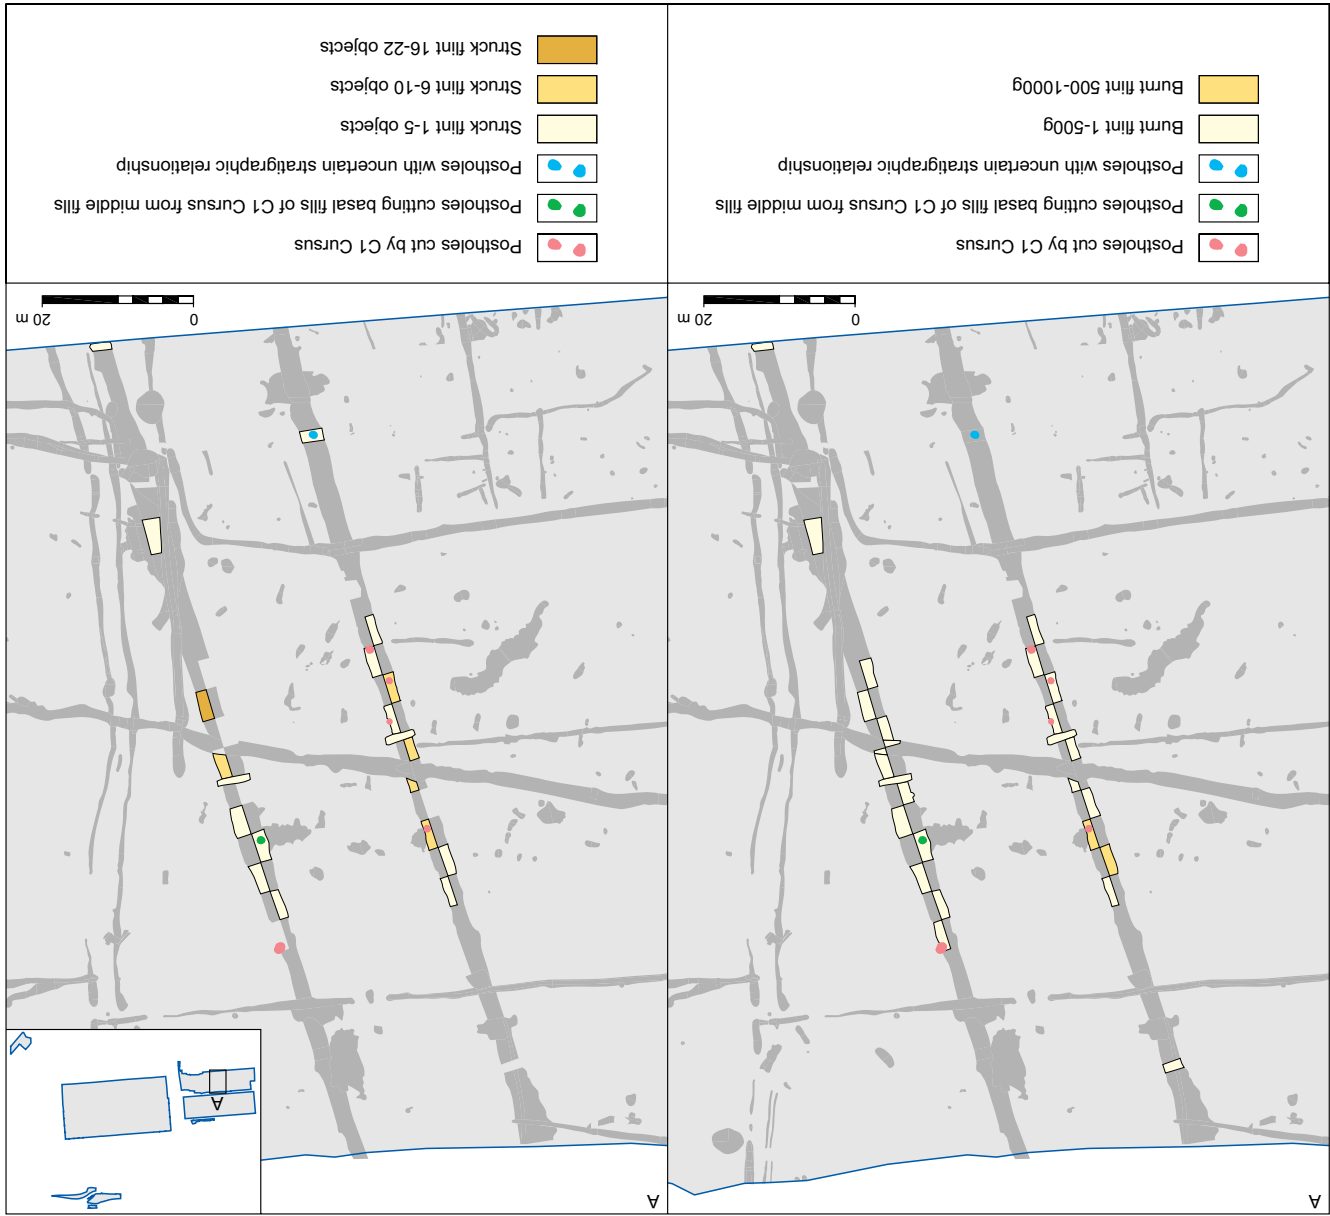 A
0
20 m
Postholes cut by C1 Cursus
Postholes cutting basal fills of C1 Cursus from middle fills
Postholes with uncertain stratigraphic relationship
Burnt flint 1-500g
Burnt flint 500-1000g
A
A
0
20 m
Postholes cut by C1 Cursus
Postholes cutting basal fills of C1 Cursus from middle fills
Postholes with uncertain stratigraphic relationship
Struck flint 1-5 objects
Struck flint 6-10 objects
Struck flint 16-22 objects